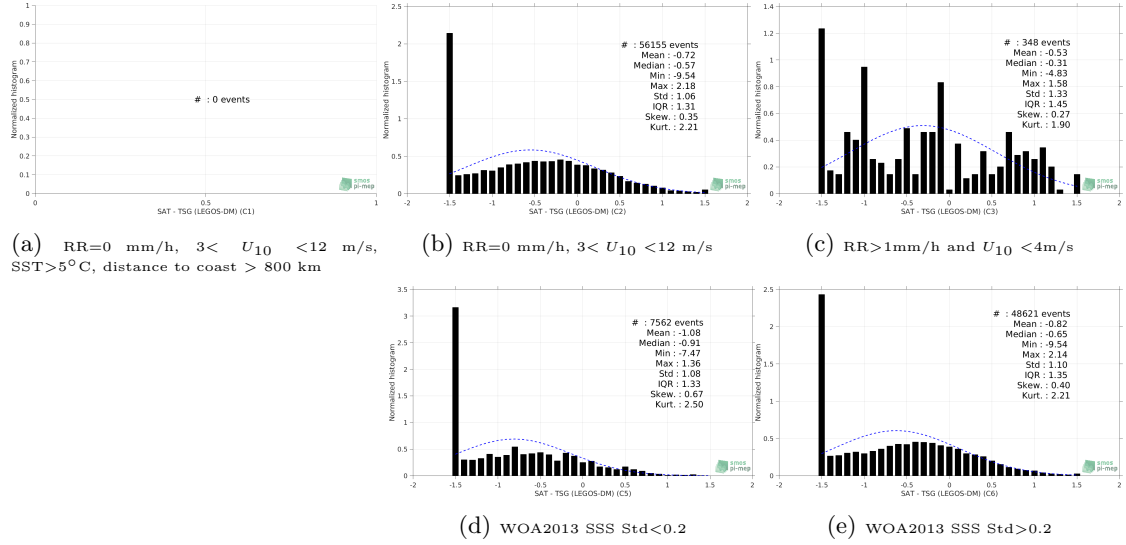 1
0.9
0.8
0.7
0.6
0.5
0.4
0.3
0.2
0.1
0
Normalized histogram
# : 0 events
smos
pi-mep
0 0.5 1
SAT - TSG (LEGOS-DM) (C1)
(a) RR=0 mm/h, 3< U10 <12 m/s,
SST>5°C, distance to coast > 800 km
2.5
2
1.5
1
0.5
0
Normalized histogram
# : 56155 events
Mean : -0.72
Median : -0.57
Min : -9.54
Max : 2.18
Std : 1.06
IQR : 1.31
Skew. : 0.35
Kurt. : 2.21
smos
pi-mep
-2 -1.5 -1 -0.5 0 0.5 1 1.5 2
SAT - TSG (LEGOS-DM) (C2)
(b) RR=0 mm/h, 3< U10 <12 m/s
1.4
1.2
1
0.8
0.6
0.4
0.2
0
Normalized histogram
# : 348 events
Mean : -0.53
Median : -0.31
Min : -4.83
Max : 1.58
Std : 1.33
IQR : 1.45
Skew. : 0.27
Kurt. : 1.90
smos
pi-mep
-2 -1.5 -1 -0.5 0 0.5 1 1.5 2
SAT - TSG (LEGOS-DM) (C3)
(c) RR>1mm/h and U10 <4m/s
3.5
3
2.5
2
1.5
1
0.5
0
Normalized histogram
# : 7562 events
Mean : -1.08
Median : -0.91
Min : -7.47
Max : 1.36
Std : 1.08
IQR : 1.33
Skew. : 0.67
Kurt. : 2.50
smos
pi-mep
-2 -1.5 -1 -0.5 0 0.5 1 1.5 2
SAT - TSG (LEGOS-DM) (C5)
(d) WOA2013 SSS Std<0.2
2.5
2
1.5
1
0.5
0
Normalized histogram
# : 48621 events
Mean : -0.82
Median : -0.65
Min : -9.54
Max : 2.14
Std : 1.10
IQR : 1.35
Skew. : 0.40
Kurt. : 2.21
smos
pi-mep
-2 -1.5 -1 -0.5 0 0.5 1 1.5 2
SAT - TSG (LEGOS-DM) (C6)
(e) WOA2013 SSS Std>0.2